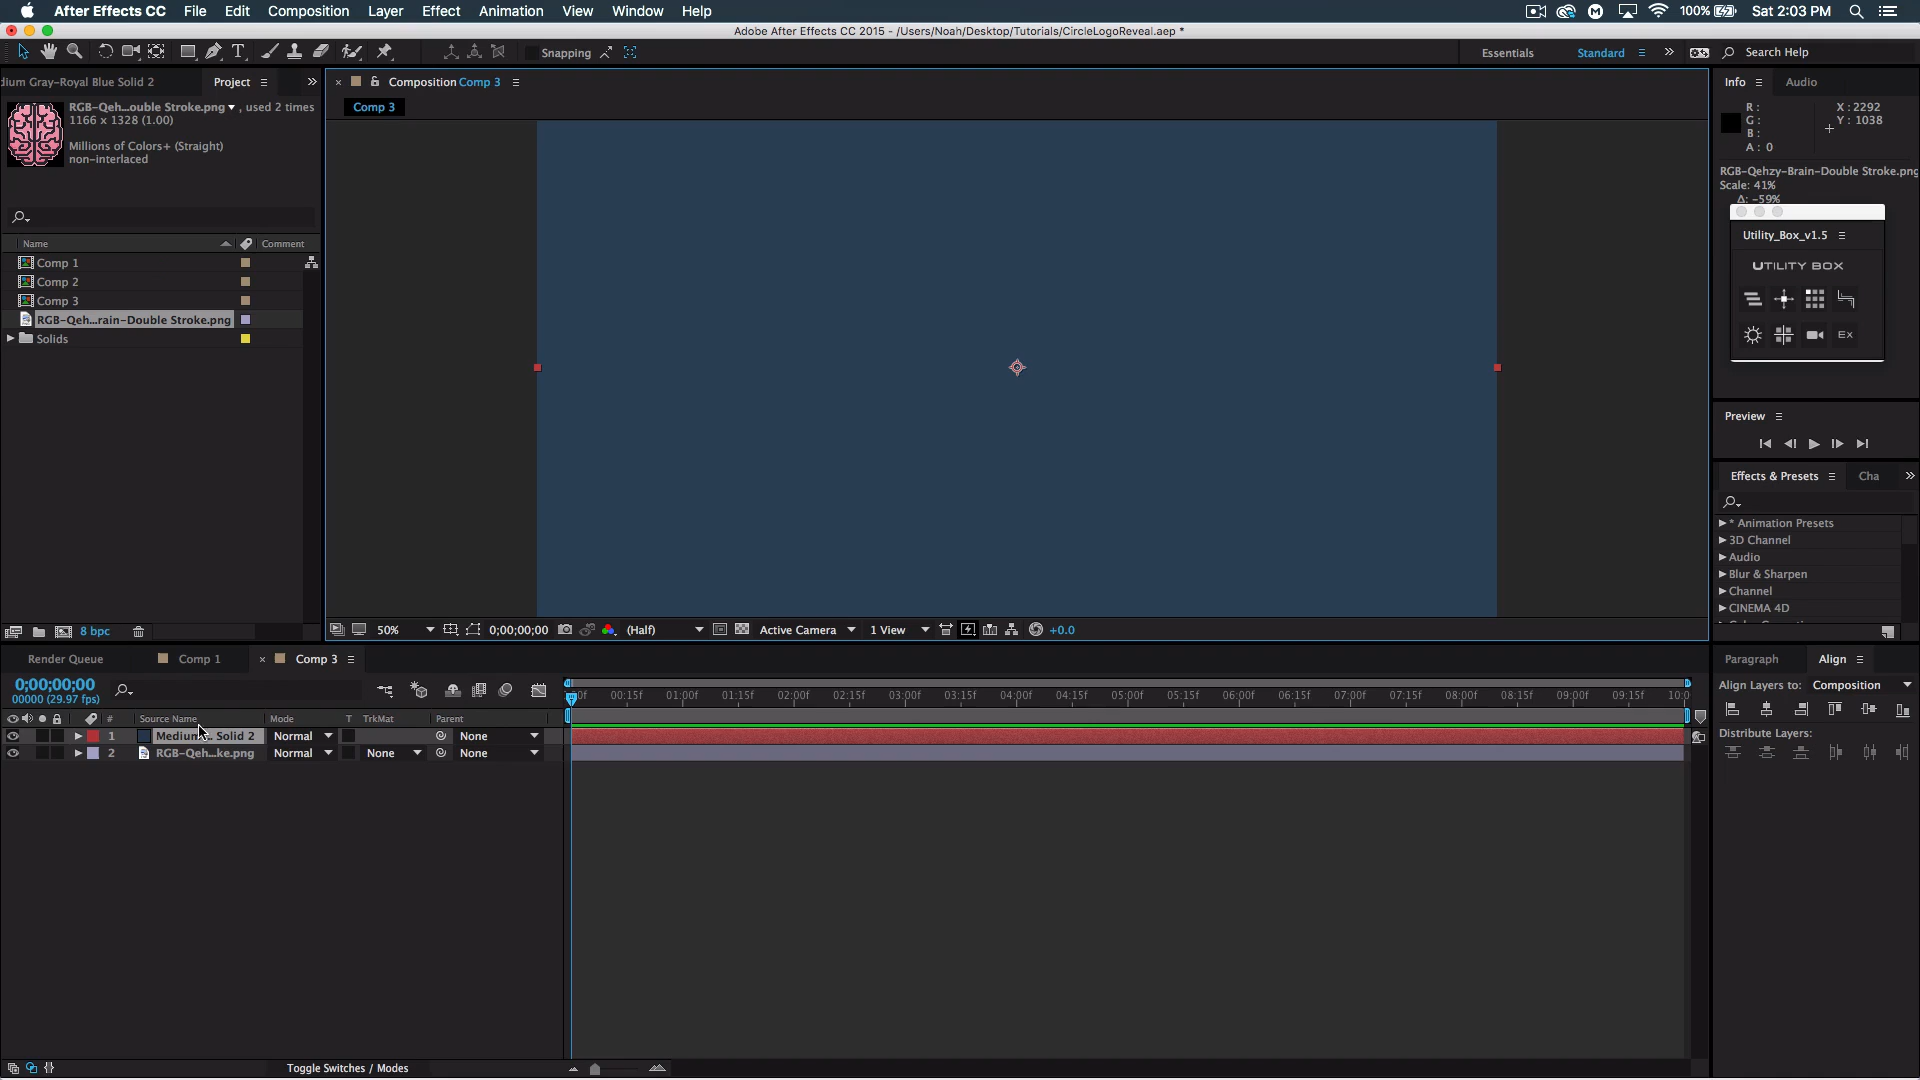 After Effects CC File Edit Composition Layer Effect Animation View Window Help 100% Sat 2:03 PM
Adobe After Effects CC 2015 - /Users/Noah/Desktop/Tutorials/CircleLogoReveal.aep *
Snapping Essentials Standard Search Help
dium Gray-Royal Blue Solid 2 Project
Composition Comp 3
Info Audio
RGB-Qeh...ouble Stroke.png , used 2 times
1166 x 1328 (1.00)
Millions of Colors+ (Straight)
non-interlaced
Comp 3
R :
G :
B :
A : 0
X : 2292
Y : 1038
RGB-Qehzy-Brain-Double Stroke.png
Scale: 41%
Δ: -59%
Utility_Box_v1.5
UTILITY BOX
EX
Name Comment
Comp 1
Comp 2
Comp 3
RGB-Qeh...rain-Double Stroke.png
Solids
Preview
Effects & Presets Cha
* Animation Presets
3D Channel
Audio
Blur & Sharpen
Channel
CINEMA 4D
8 bpc
50% 0;00;00;00 (Half) Active Camera 1 View +0.0
Render Queue Comp 1 Comp 3
Paragraph Align
0;00;00;00
00000 (29.97 fps)
Align Layers to: Composition
00:15f 01:00f 01:15f 02:00f 02:15f 03:00f 03:15f 04:00f 04:15f 05:00f 05:15f 06:00f 06:15f 07:00f 07:15f 08:00f 08:15f 09:00f 09:15f 10:0
# Source Name Mode T TrkMat Parent
Distribute Layers:
1 Medium... Solid 2 Normal None
2 RGB-Qeh...ke.png Normal None None
Toggle Switches / Modes